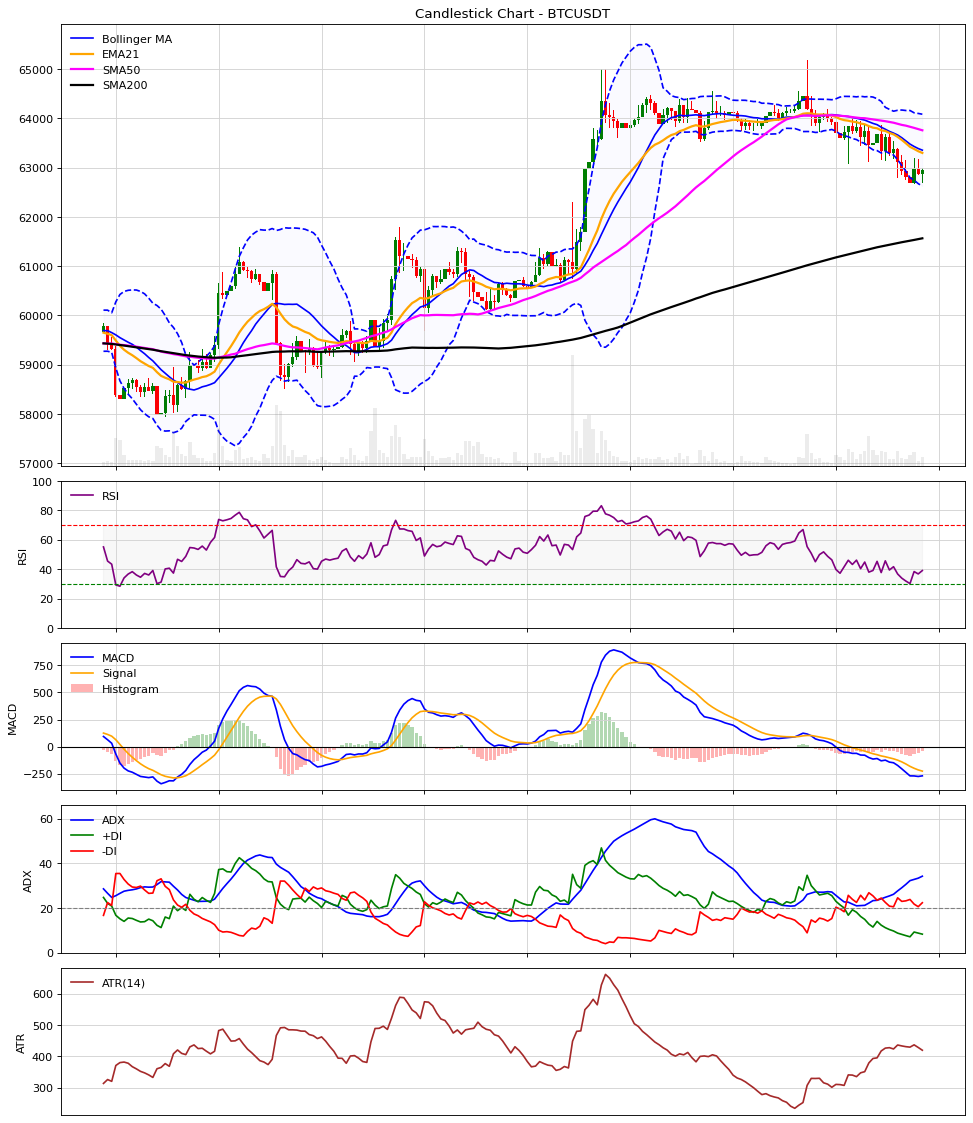 Candlestick Chart - BTCUSDT
Bollinger MA
EMA21
SMA50
SMA200
65000
64000
63000
62000
61000
60000
59000
58000
57000
RSI
RSI
100
80
60
40
20
0
MACD
MACD
Signal
Histogram
750
500
250
0
−250
ADX
ADX
+DI
-DI
60
40
20
0
ATR
ATR(14)
600
500
400
300